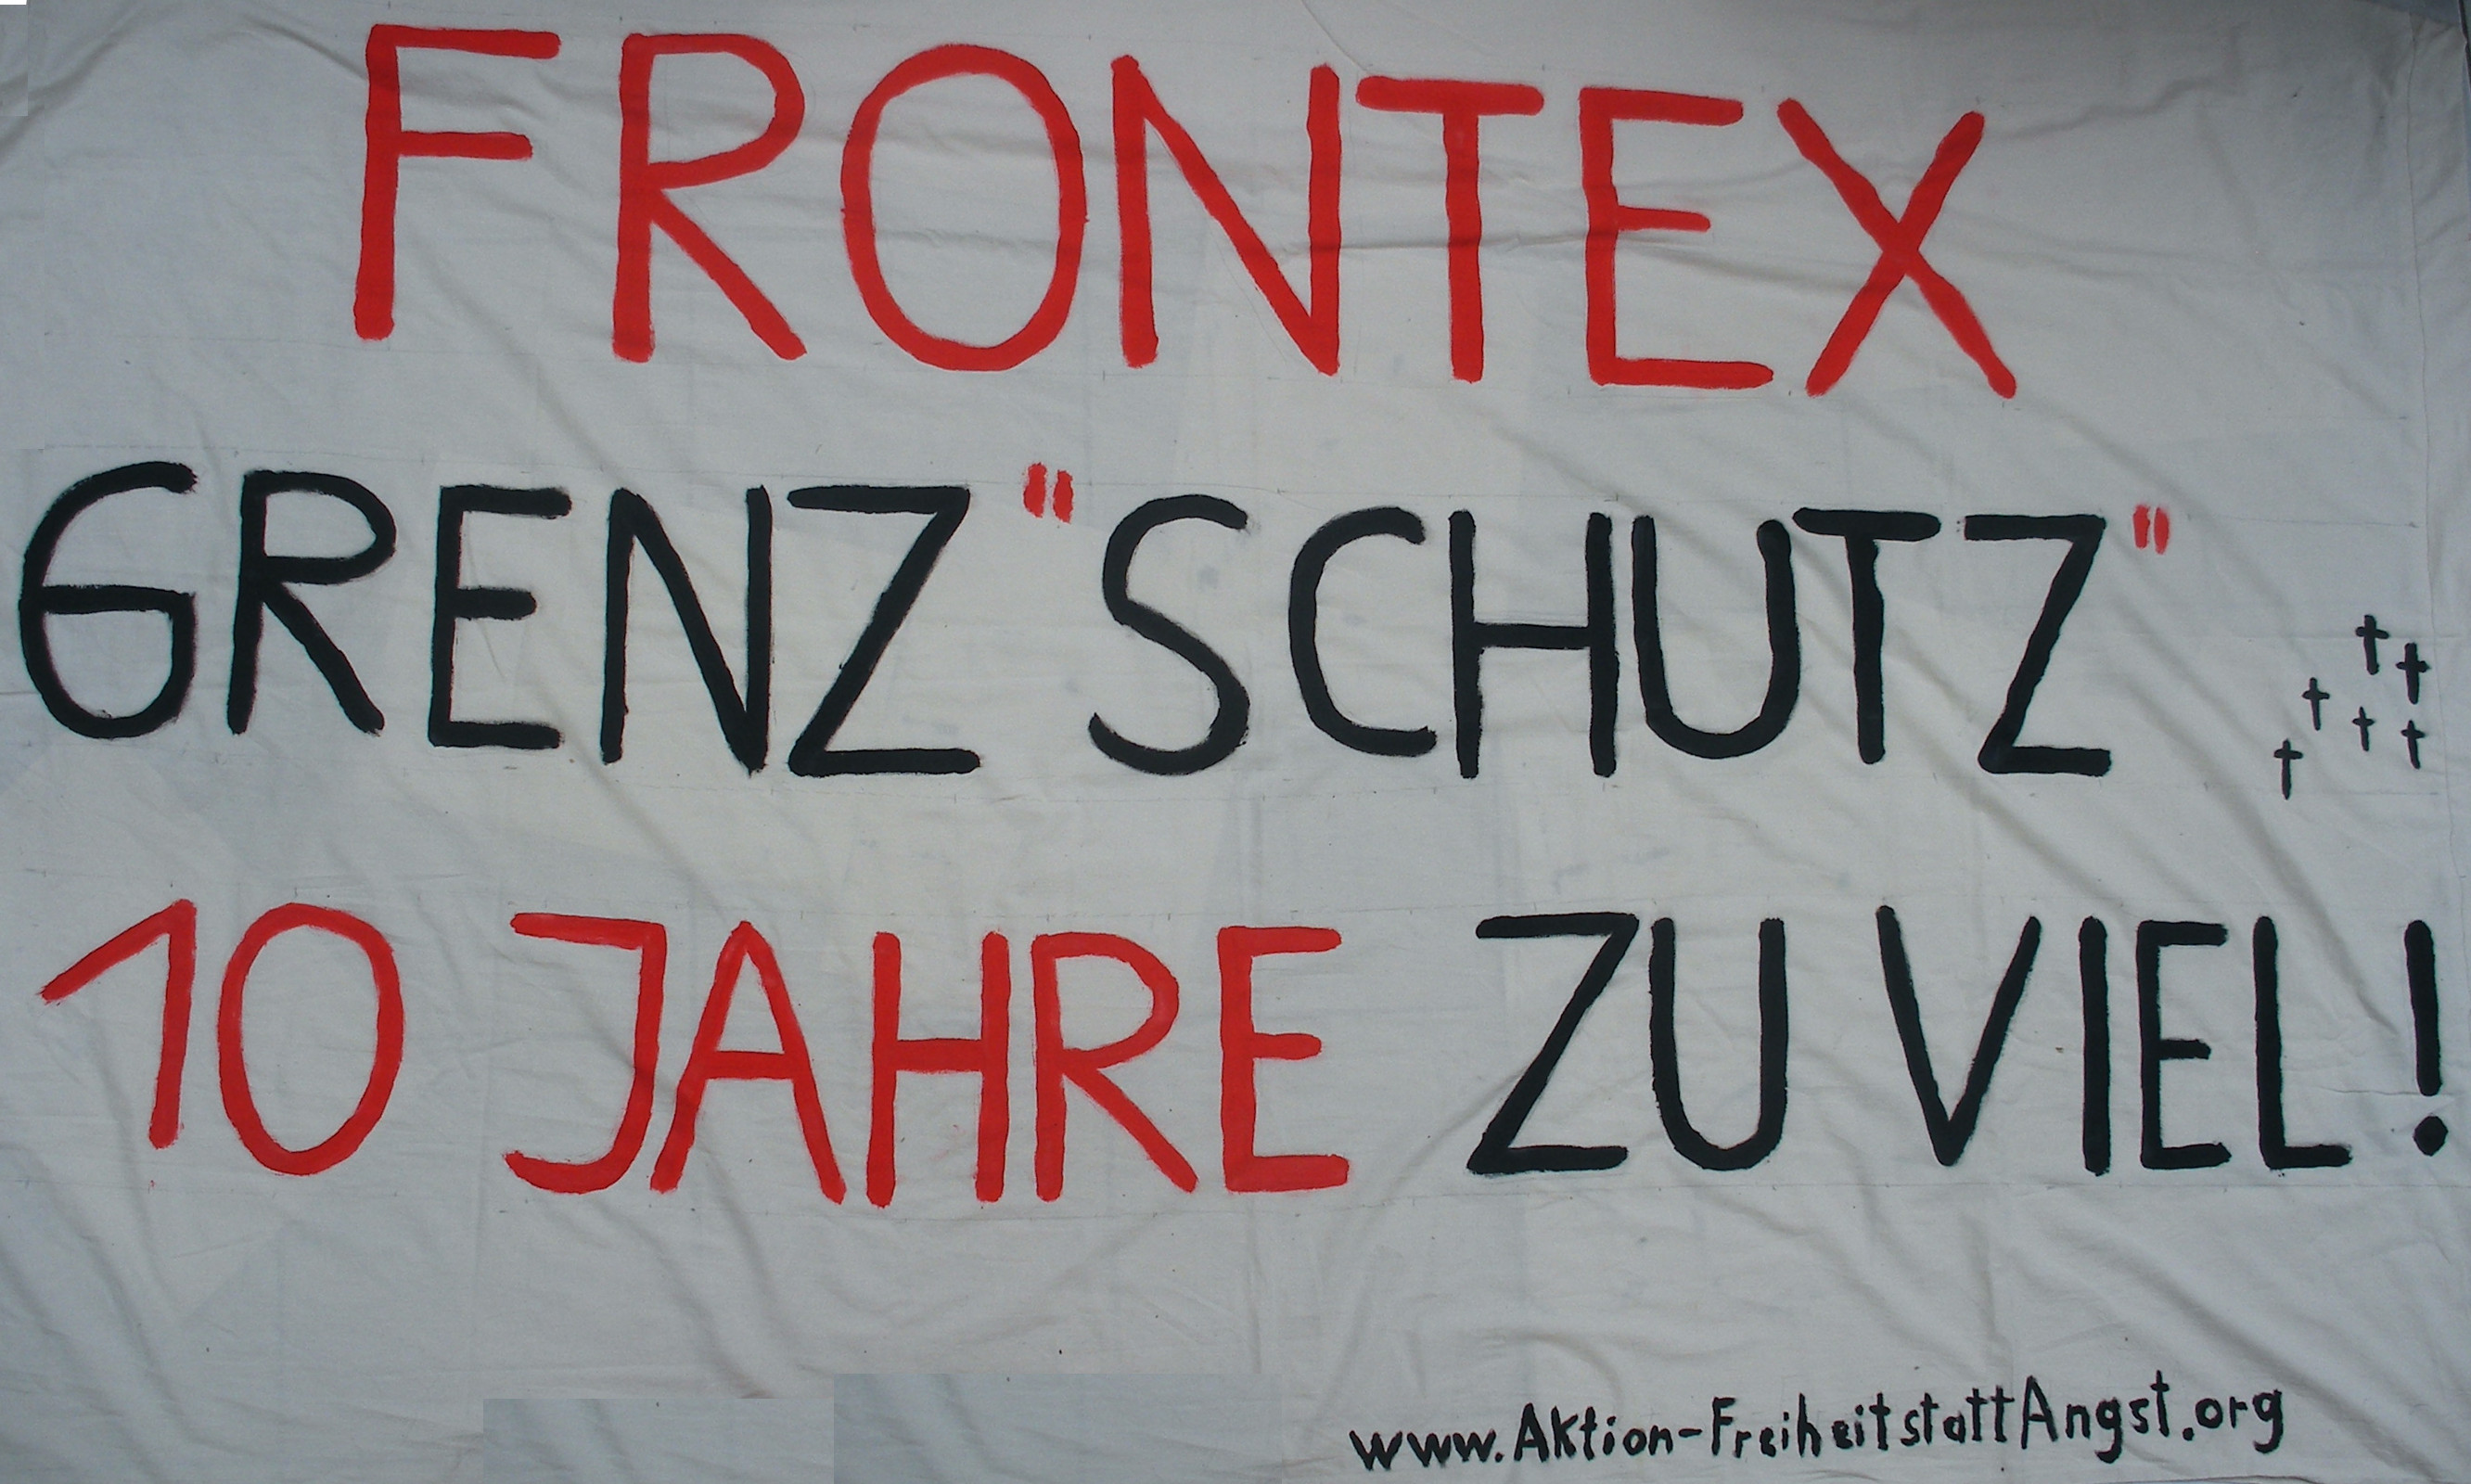 FRONTEX
GRENZ "SCHUTZ"
10 JAHRE ZU VIEL!
www.Aktion-FreiheitstattAngst.org